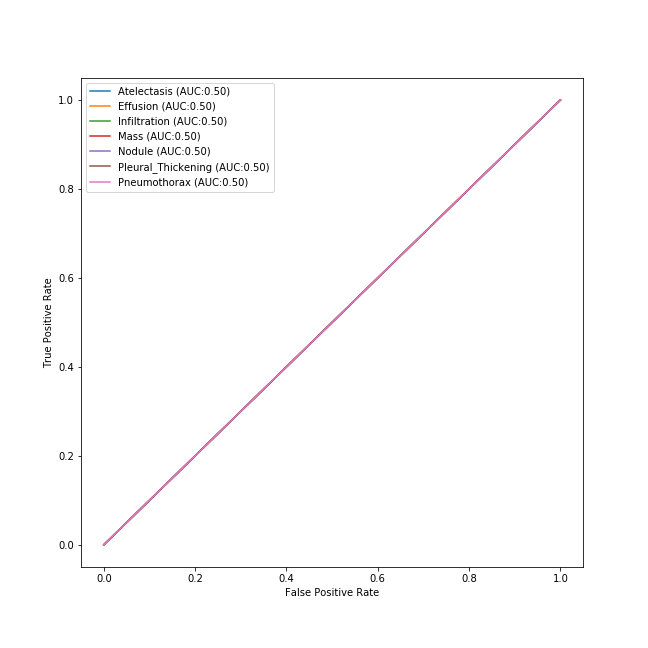 Atelectasis (AUC:0.50)
Effusion (AUC:0.50)
Infiltration (AUC:0.50)
Mass (AUC:0.50)
Nodule (AUC:0.50)
Pleural_Thickening (AUC:0.50)
Pneumothorax (AUC:0.50)
1.0
0.8
0.6
0.4
0.2
0.0
True Positive Rate
0.0 0.2 0.4 0.6 0.8 1.0
False Positive Rate